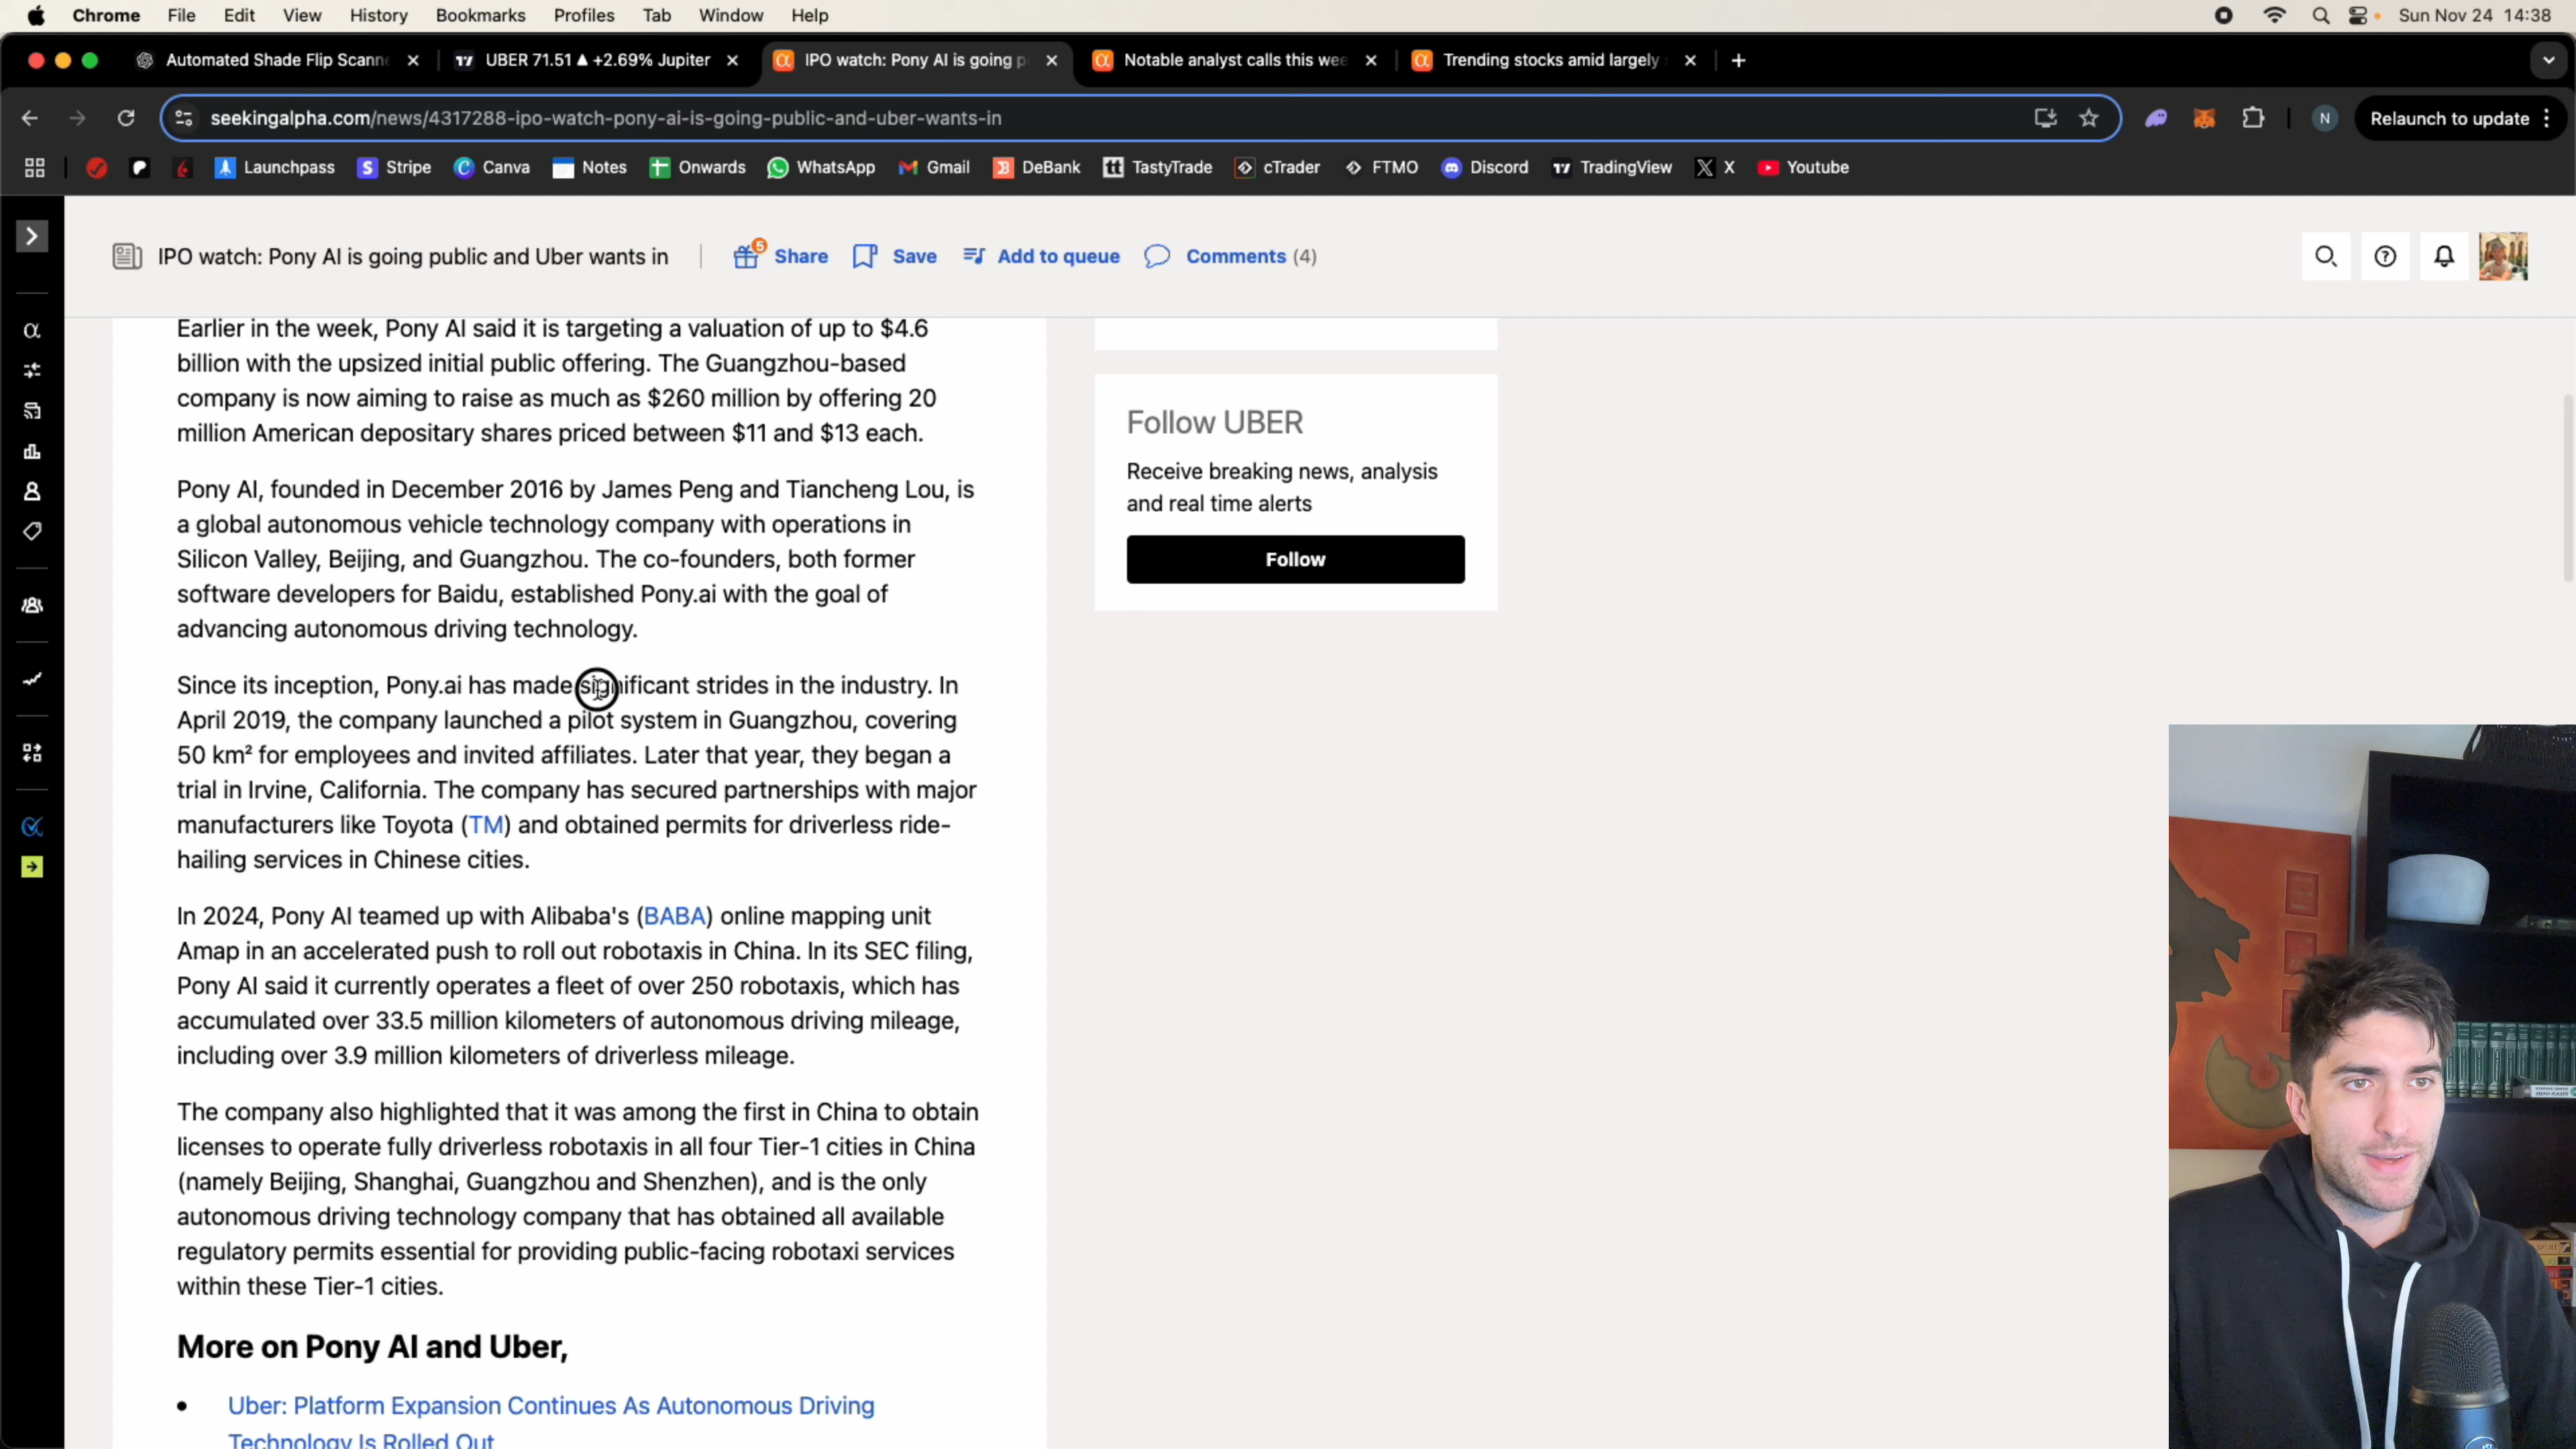 Chrome File Edit View History Bookmarks Profiles Tab Window Help
Sun Nov 24 14:38
Automated Shade Flip Scann
UBER 71.51 ▲ +2.69% Jupiter
IPO watch: Pony AI is going p
Notable analyst calls this wee
Trending stocks amid largely
seekingalpha.com/news/4317288-ipo-watch-pony-ai-is-going-public-and-uber-wants-in
N
Relaunch to update
Launchpass Stripe Canva Notes Onwards WhatsApp Gmail DeBank TastyTrade cTrader FTMO Discord TradingView X Youtube
IPO watch: Pony AI is going public and Uber wants in
5
Share Save Add to queue Comments (4)
Earlier in the week, Pony AI said it is targeting a valuation of up to $4.6
billion with the upsized initial public offering. The Guangzhou-based
company is now aiming to raise as much as $260 million by offering 20
million American depositary shares priced between $11 and $13 each.
Pony AI, founded in December 2016 by James Peng and Tiancheng Lou, is
a global autonomous vehicle technology company with operations in
Silicon Valley, Beijing, and Guangzhou. The co-founders, both former
software developers for Baidu, established Pony.ai with the goal of
advancing autonomous driving technology.
Since its inception, Pony.ai has made significant strides in the industry. In
April 2019, the company launched a pilot system in Guangzhou, covering
50 km² for employees and invited affiliates. Later that year, they began a
trial in Irvine, California. The company has secured partnerships with major
manufacturers like Toyota (TM) and obtained permits for driverless ride-
hailing services in Chinese cities.
In 2024, Pony AI teamed up with Alibaba's (BABA) online mapping unit
Amap in an accelerated push to roll out robotaxis in China. In its SEC filing,
Pony AI said it currently operates a fleet of over 250 robotaxis, which has
accumulated over 33.5 million kilometers of autonomous driving mileage,
including over 3.9 million kilometers of driverless mileage.
The company also highlighted that it was among the first in China to obtain
licenses to operate fully driverless robotaxis in all four Tier-1 cities in China
(namely Beijing, Shanghai, Guangzhou and Shenzhen), and is the only
autonomous driving technology company that has obtained all available
regulatory permits essential for providing public-facing robotaxi services
within these Tier-1 cities.
More on Pony AI and Uber,
Uber: Platform Expansion Continues As Autonomous Driving
Technology Is Rolled Out
Follow UBER
Receive breaking news, analysis
and real time alerts
Follow